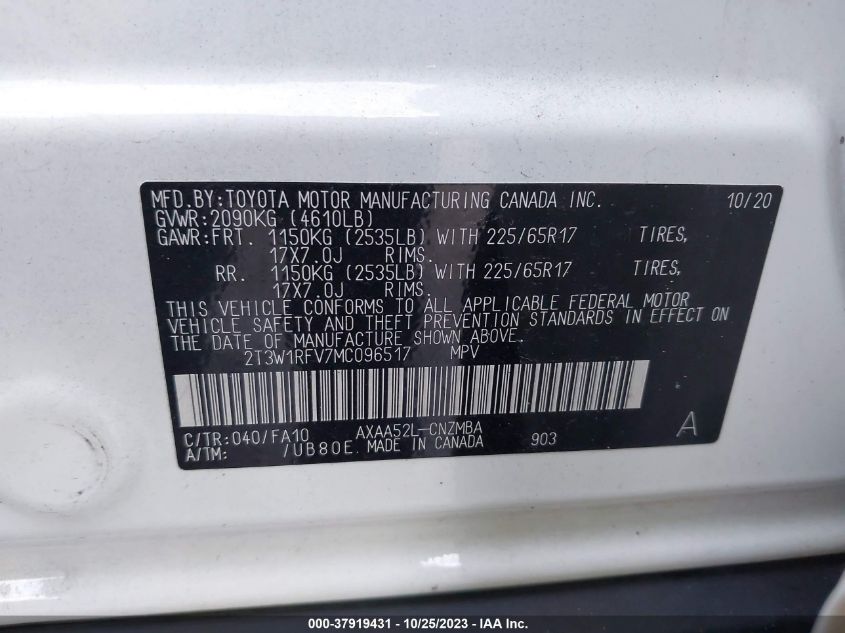 MFD.BY:TOYOTA MOTOR MANUFACTURING CANADA INC. 10/20
GVWR:2090KG (4610LB)
GAWR:FRT. 1150KG (2535LB) WITH 225/65R17 TIRES,
17X7.0J RIMS.
RR. 1150KG (2535LB) WITH 225/65R17 TIRES,
17X7.0J RIMS.
THIS VEHICLE CONFORMS TO ALL APPLICABLE FEDERAL MOTOR
VEHICLE SAFETY AND THEFT PREVENTION STANDARDS IN EFFECT ON
THE DATE OF MANUFACTURE SHOWN ABOVE.
2T3W1RFV7MC096517 MPV
C/TR:040/FA10 AXAA52L-CNZMBA A
A/TM: /UB80E MADE IN CANADA 903
000-37919431 - 10/25/2023 - IAA Inc.